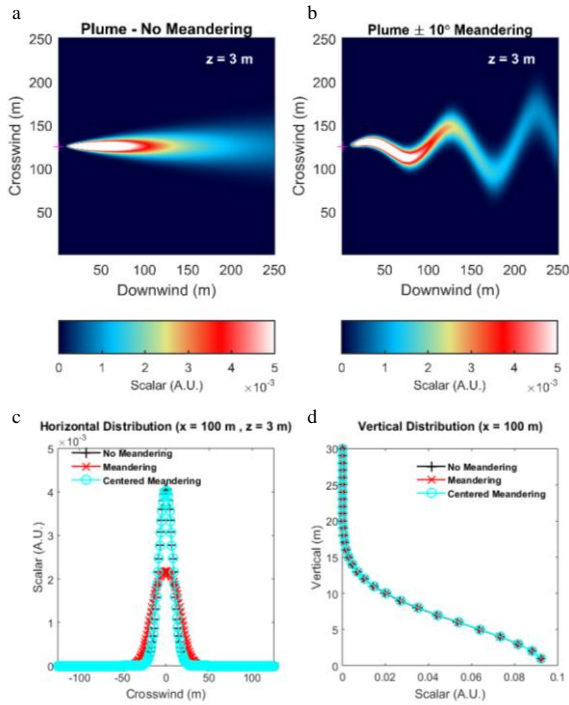 a
b
Plume - No Meandering
Plume ± 10° Meandering
250
200
150
100
50
Crosswind (m)
z = 3 m
50 100 150 200 250
Downwind (m)
250
200
150
100
50
Crosswind (m)
z = 3 m
50 100 150 200 250
Downwind (m)
0 1 2 3 4 5
Scalar (A.U.)
×10⁻³
0 1 2 3 4 5
Scalar (A.U.)
×10⁻³
c
d
Horizontal Distribution (x = 100 m , z = 3 m)
Vertical Distribution (x = 100 m)
×10⁻³
5
4
3
2
1
0
Scalar (A.U.)
No Meandering
Meandering
Centered Meandering
-100 -50 0 50 100
Crosswind (m)
30
25
20
15
10
5
0
Vertical (m)
No Meandering
Meandering
Centered Meandering
0 0.02 0.04 0.06 0.08 0.1
Scalar (A.U.)